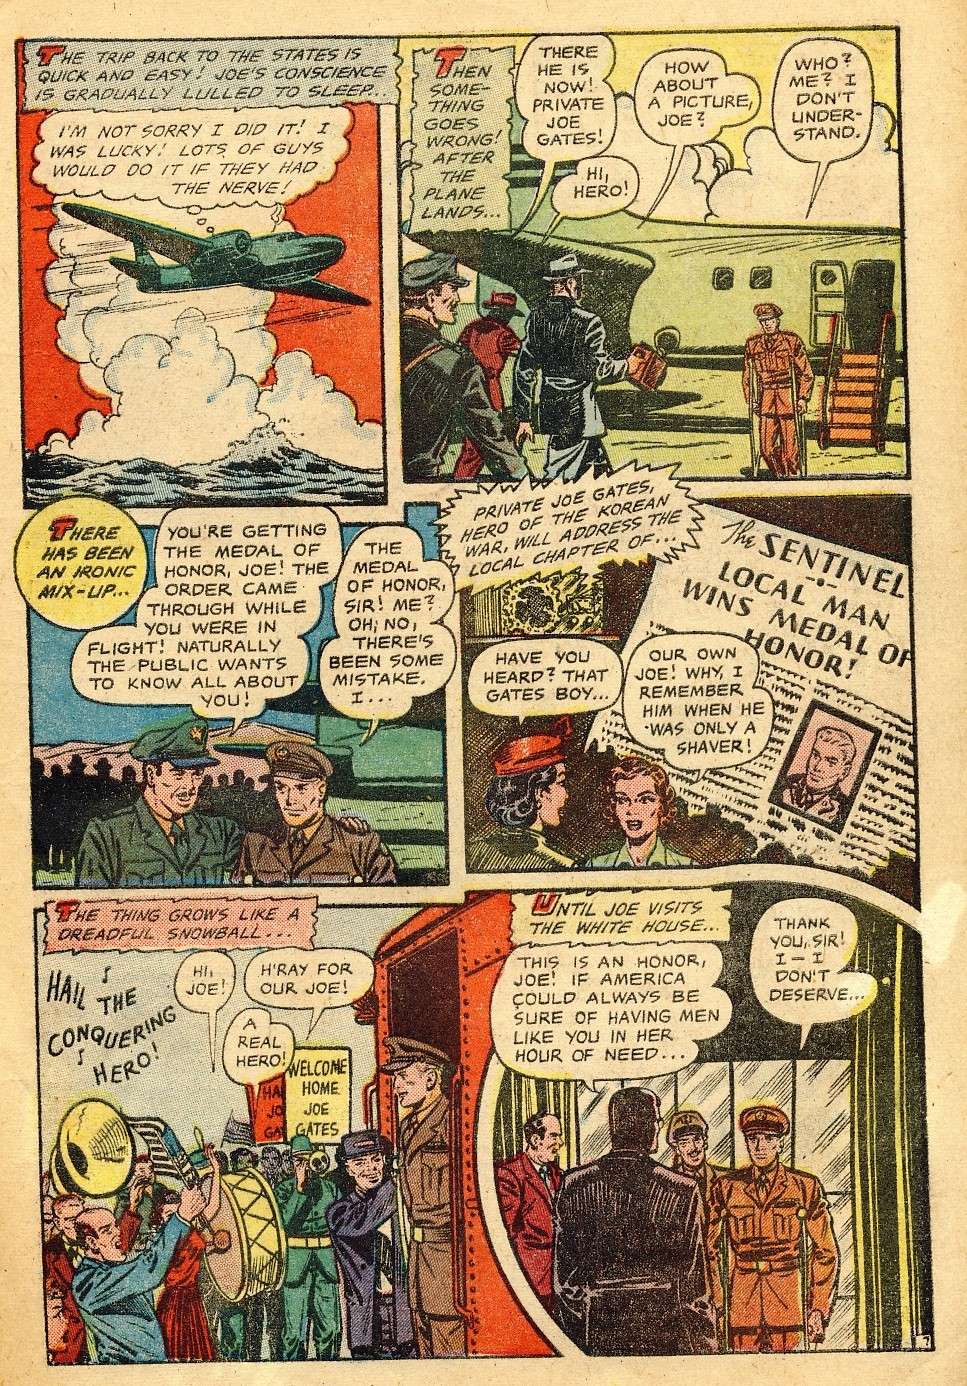 THE TRIP BACK TO THE STATES IS
QUICK AND EASY! JOE'S CONSCIENCE
IS GRADUALLY LULLED TO SLEEP...
I'M NOT SORRY I DID IT! I
WAS LUCKY! LOTS OF GUYS
WOULD DO IT IF THEY HAD
THE NERVE!
THEN
SOME-
THING
GOES
WRONG!
AFTER
THE
PLANE
LANDS...
THERE
HE IS
NOW!
PRIVATE
JOE
GATES!
HI,
HERO!
HOW
ABOUT
A PICTURE,
JOE?
WHO?
ME? I
DON'T
UNDER-
STAND.
THERE
HAS BEEN
AN IRONIC
MIX-UP...
YOU'RE GETTING
THE MEDAL OF
HONOR, JOE! THE
ORDER CAME
THROUGH WHILE
YOU WERE IN
FLIGHT! NATURALLY
THE PUBLIC WANTS
TO KNOW ALL ABOUT
YOU!
THE
MEDAL
OF HONOR,
SIR! ME?
OH, NO,
THERE'S
BEEN SOME
MISTAKE.
I...
PRIVATE JOE GATES,
HERO OF THE KOREAN
WAR, WILL ADDRESS THE
LOCAL CHAPTER OF...
The SENTINEL
LOCAL MAN
WINS MEDAL OF
HONOR!
HAVE YOU
HEARD? THAT
GATES BOY...
OUR OWN
JOE! WHY, I
REMEMBER
HIM WHEN HE
WAS ONLY A
SHAVER!
THE THING GROWS LIKE A
DREADFUL SNOWBALL...
HAIL
THE
CONQUERING
HERO!
HI,
JOE!
H'RAY FOR
OUR JOE!
A
REAL
HERO!
HAI
JO
GA
WELCOME
HOME
JOE
GATES
UNTIL JOE VISITS
THE WHITE HOUSE...
THIS IS AN HONOR,
JOE! IF AMERICA
COULD ALWAYS BE
SURE OF HAVING MEN
LIKE YOU IN HER
HOUR OF NEED...
THANK
YOU, SIR!
I - I
DON'T
DESERVE...
7